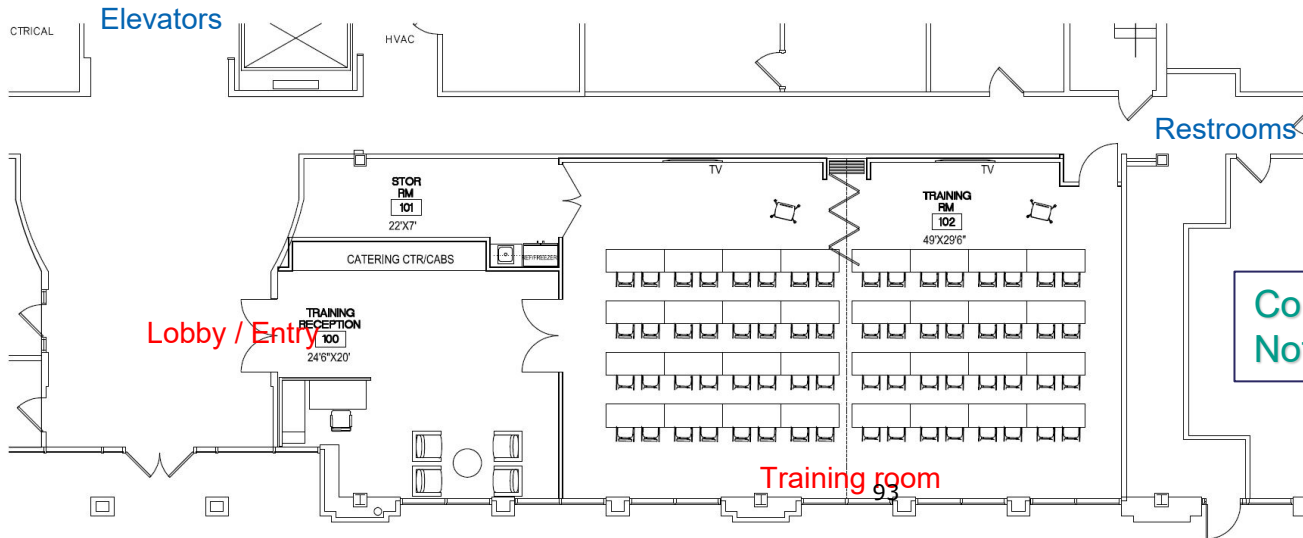 Elevators
CTRICAL
HVAC
Restrooms
TV
TV
STOR
RM
101
22'X7'
TRAINING
RM
102
49'X29'6"
CATERING CTR/CABS
REF/FREEZER
Co
No
TRAINING
RECEPTION
Lobby / Entry
100
24'6"X20'
Training room
93